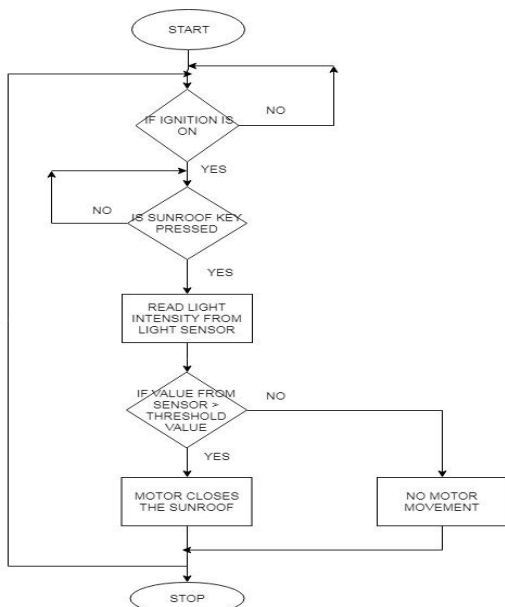 START
IF IGNITION IS
ON
NO
YES
IS SUNROOF KEY
PRESSED
NO
YES
READ LIGHT
INTENSITY FROM
LIGHT SENSOR
IF VALUE FROM
SENSOR >
THRESHOLD
VALUE
NO
YES
MOTOR CLOSES
THE SUNROOF
NO MOTOR
MOVEMENT
STOP